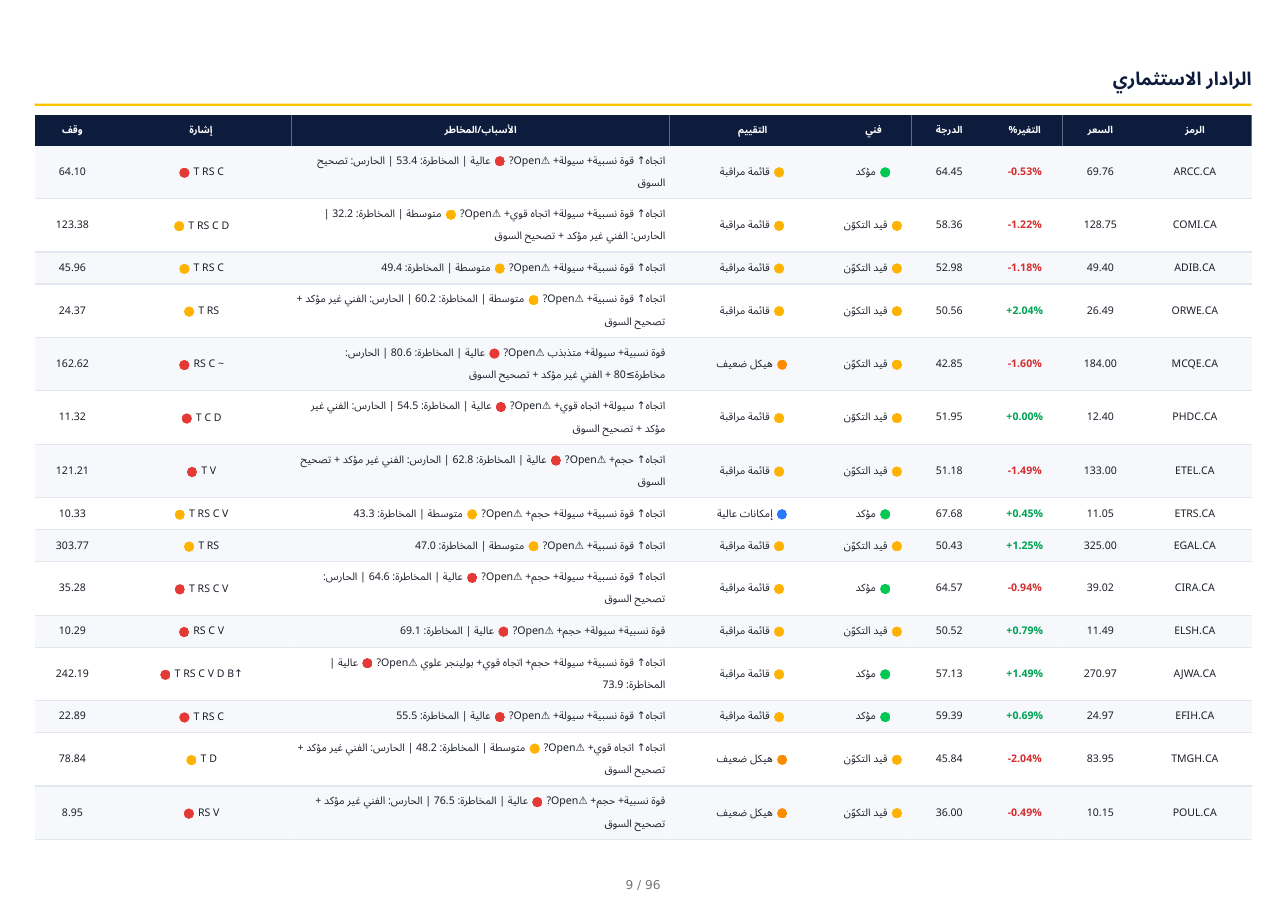 الرادار الاستثماري
الرمز السعر التغير% الدرجة فني التقييم الأسباب/المخاطر إشارة وقف
ARCC.CA 69.76 -0.53% 64.45 مؤكد قائمة مراقبة اتجاه↑ قوة نسبية+ سيولة+ ⚠Open? عالية | المخاطرة: 53.4 | الحارس: تصحيح T RS C 64.10
السوق
COMI.CA 128.75 -1.22% 58.36 قيد التكوّن قائمة مراقبة اتجاه↑ قوة نسبية+ سيولة+ اتجاه قوي+ ⚠Open? متوسطة | المخاطرة: 32.2 | T RS C D 123.38
الحارس: الفني غير مؤكد + تصحيح السوق
ADIB.CA 49.40 -1.18% 52.98 قيد التكوّن قائمة مراقبة اتجاه↑ قوة نسبية+ سيولة+ ⚠Open? متوسطة | المخاطرة: 49.4 T RS C 45.96
ORWE.CA 26.49 +2.04% 50.56 قيد التكوّن قائمة مراقبة اتجاه↑ قوة نسبية+ ⚠Open? متوسطة | المخاطرة: 60.2 | الحارس: الفني غير مؤكد + T RS 24.37
تصحيح السوق
MCQE.CA 184.00 -1.60% 42.85 قيد التكوّن هيكل ضعيف قوة نسبية+ سيولة+ متذبذب ⚠Open? عالية | المخاطرة: 80.6 | الحارس: RS C ~ 162.62
مخاطرة≥80 + الفني غير مؤكد + تصحيح السوق
PHDC.CA 12.40 +0.00% 51.95 قيد التكوّن قائمة مراقبة اتجاه↑ سيولة+ اتجاه قوي+ ⚠Open? عالية | المخاطرة: 54.5 | الحارس: الفني غير T C D 11.32
مؤكد + تصحيح السوق
ETEL.CA 133.00 -1.49% 51.18 قيد التكوّن قائمة مراقبة اتجاه↑ حجم+ ⚠Open? عالية | المخاطرة: 62.8 | الحارس: الفني غير مؤكد + تصحيح T V 121.21
السوق
ETRS.CA 11.05 +0.45% 67.68 مؤكد إمكانات عالية اتجاه↑ قوة نسبية+ سيولة+ حجم+ ⚠Open? متوسطة | المخاطرة: 43.3 T RS C V 10.33
EGAL.CA 325.00 +1.25% 50.43 قيد التكوّن قائمة مراقبة اتجاه↑ قوة نسبية+ ⚠Open? متوسطة | المخاطرة: 47.0 T RS 303.77
CIRA.CA 39.02 -0.94% 64.57 مؤكد قائمة مراقبة اتجاه↑ قوة نسبية+ سيولة+ حجم+ ⚠Open? عالية | المخاطرة: 64.6 | الحارس: T RS C V 35.28
تصحيح السوق
ELSH.CA 11.49 +0.79% 50.52 قيد التكوّن قائمة مراقبة قوة نسبية+ سيولة+ حجم+ ⚠Open? عالية | المخاطرة: 69.1 RS C V 10.29
AJWA.CA 270.97 +1.49% 57.13 مؤكد قائمة مراقبة اتجاه↑ قوة نسبية+ سيولة+ حجم+ اتجاه قوي+ بولينجر علوي ⚠Open? عالية | T RS C V D B↑ 242.19
المخاطرة: 73.9
EFIH.CA 24.97 +0.69% 59.39 مؤكد قائمة مراقبة اتجاه↑ قوة نسبية+ سيولة+ ⚠Open? عالية | المخاطرة: 55.5 T RS C 22.89
TMGH.CA 83.95 -2.04% 45.84 قيد التكوّن هيكل ضعيف اتجاه↑ اتجاه قوي+ ⚠Open? متوسطة | المخاطرة: 48.2 | الحارس: الفني غير مؤكد + T D 78.84
تصحيح السوق
POUL.CA 10.15 -0.49% 36.00 قيد التكوّن هيكل ضعيف قوة نسبية+ حجم+ ⚠Open? عالية | المخاطرة: 76.5 | الحارس: الفني غير مؤكد + RS V 8.95
تصحيح السوق
9 / 96